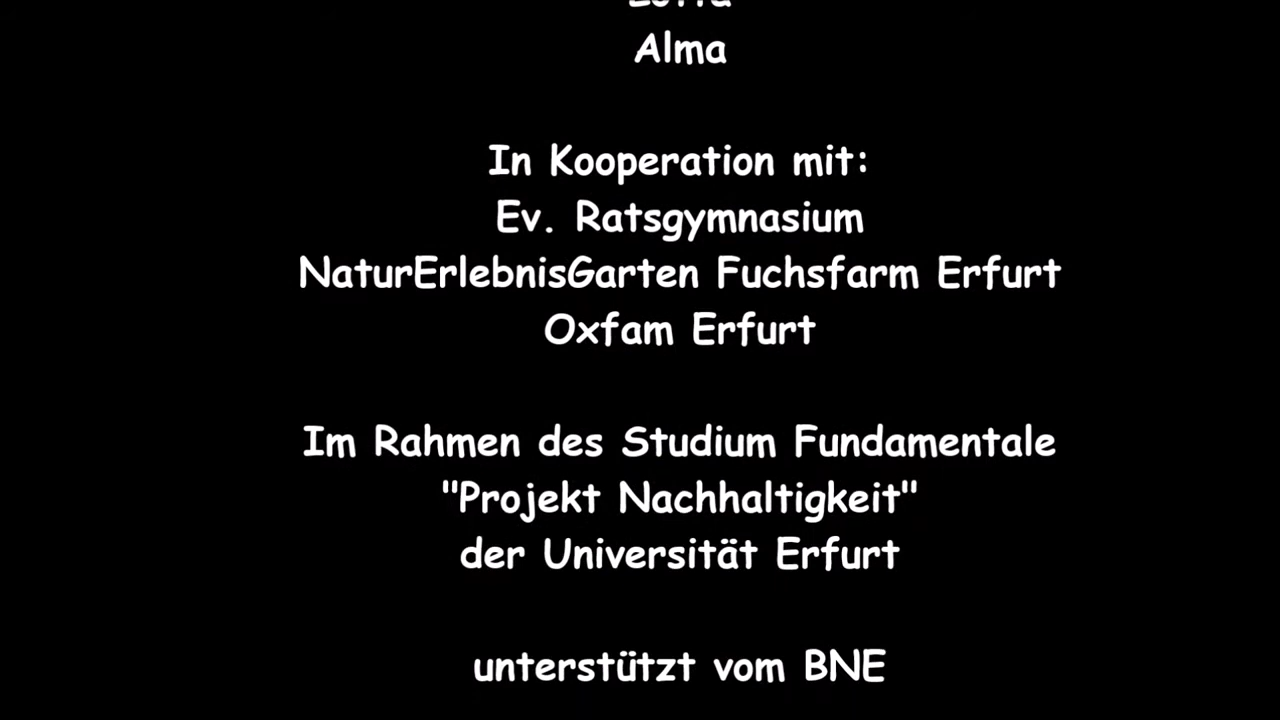 Alma
In Kooperation mit:
Ev. Ratsgymnasium
NaturErlebnisGarten Fuchsfarm Erfurt
Oxfam Erfurt
Im Rahmen des Studium Fundamentale
"Projekt Nachhaltigkeit"
der Universität Erfurt
unterstützt vom BNE